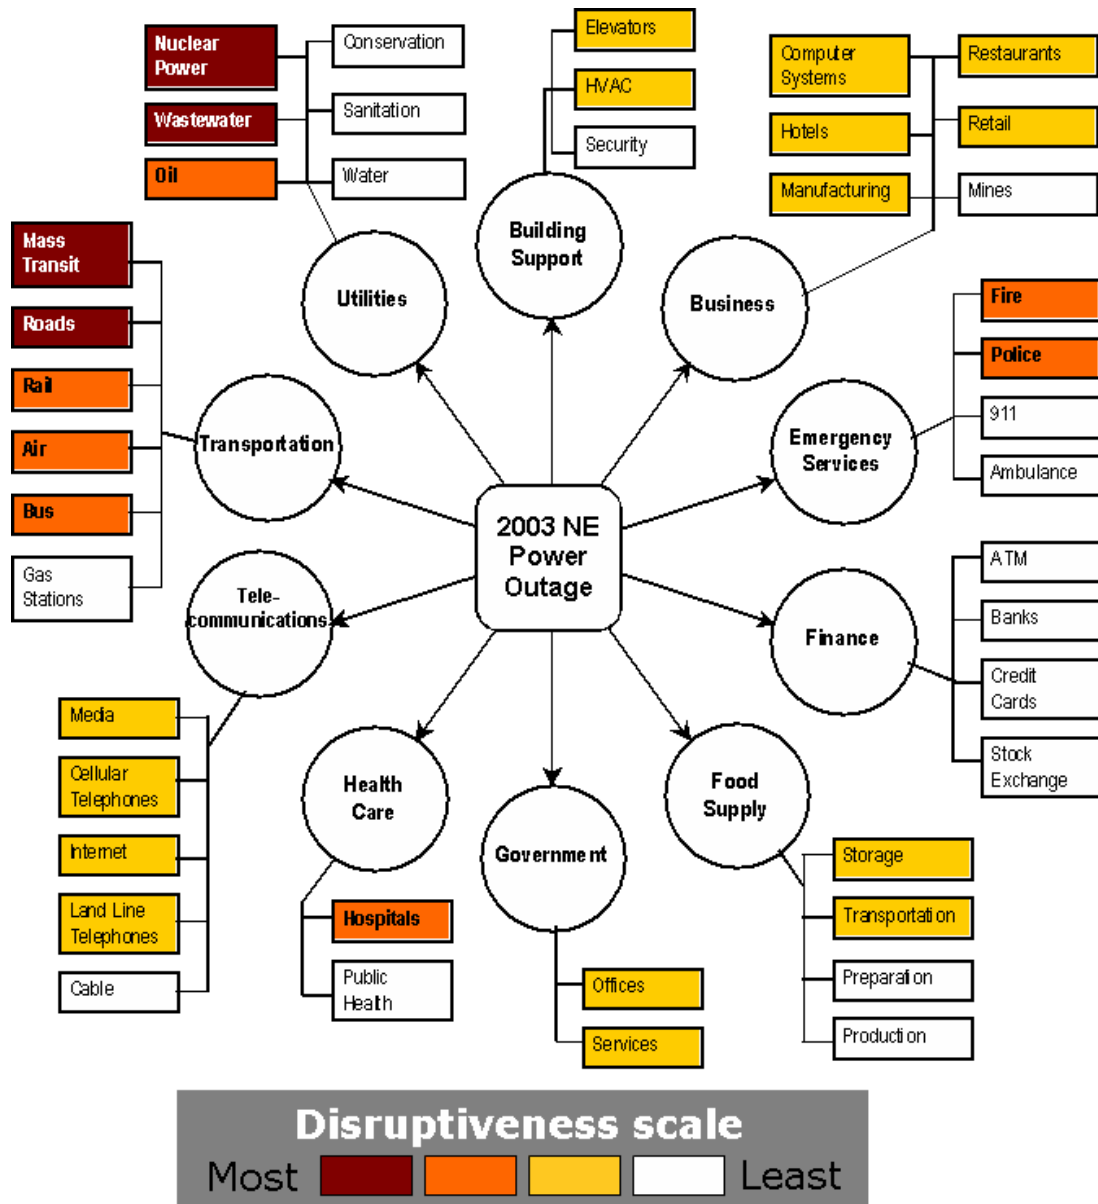 Nuclear
Power
Wastewater
Oil
Conservation
Sanitation
Water
Utilities
Elevators
HVAC
Security
Building
Support
Computer
Systems
Hotels
Manufacturing
Restaurants
Retail
Mines
Business
Mass
Transit
Roads
Rail
Air
Bus
Gas
Stations
Transportation
Fire
Police
911
Ambulance
Emergency
Services
2003 NE
Power
Outage
Tele-
communications
Media
Cellular
Telephones
Internet
Land Line
Telephones
Cable
Finance
ATM
Banks
Credit
Cards
Stock
Exchange
Health
Care
Hospitals
Public
Health
Government
Offices
Services
Food
Supply
Storage
Transportation
Preparation
Production
Disruptiveness scale
Most
Least